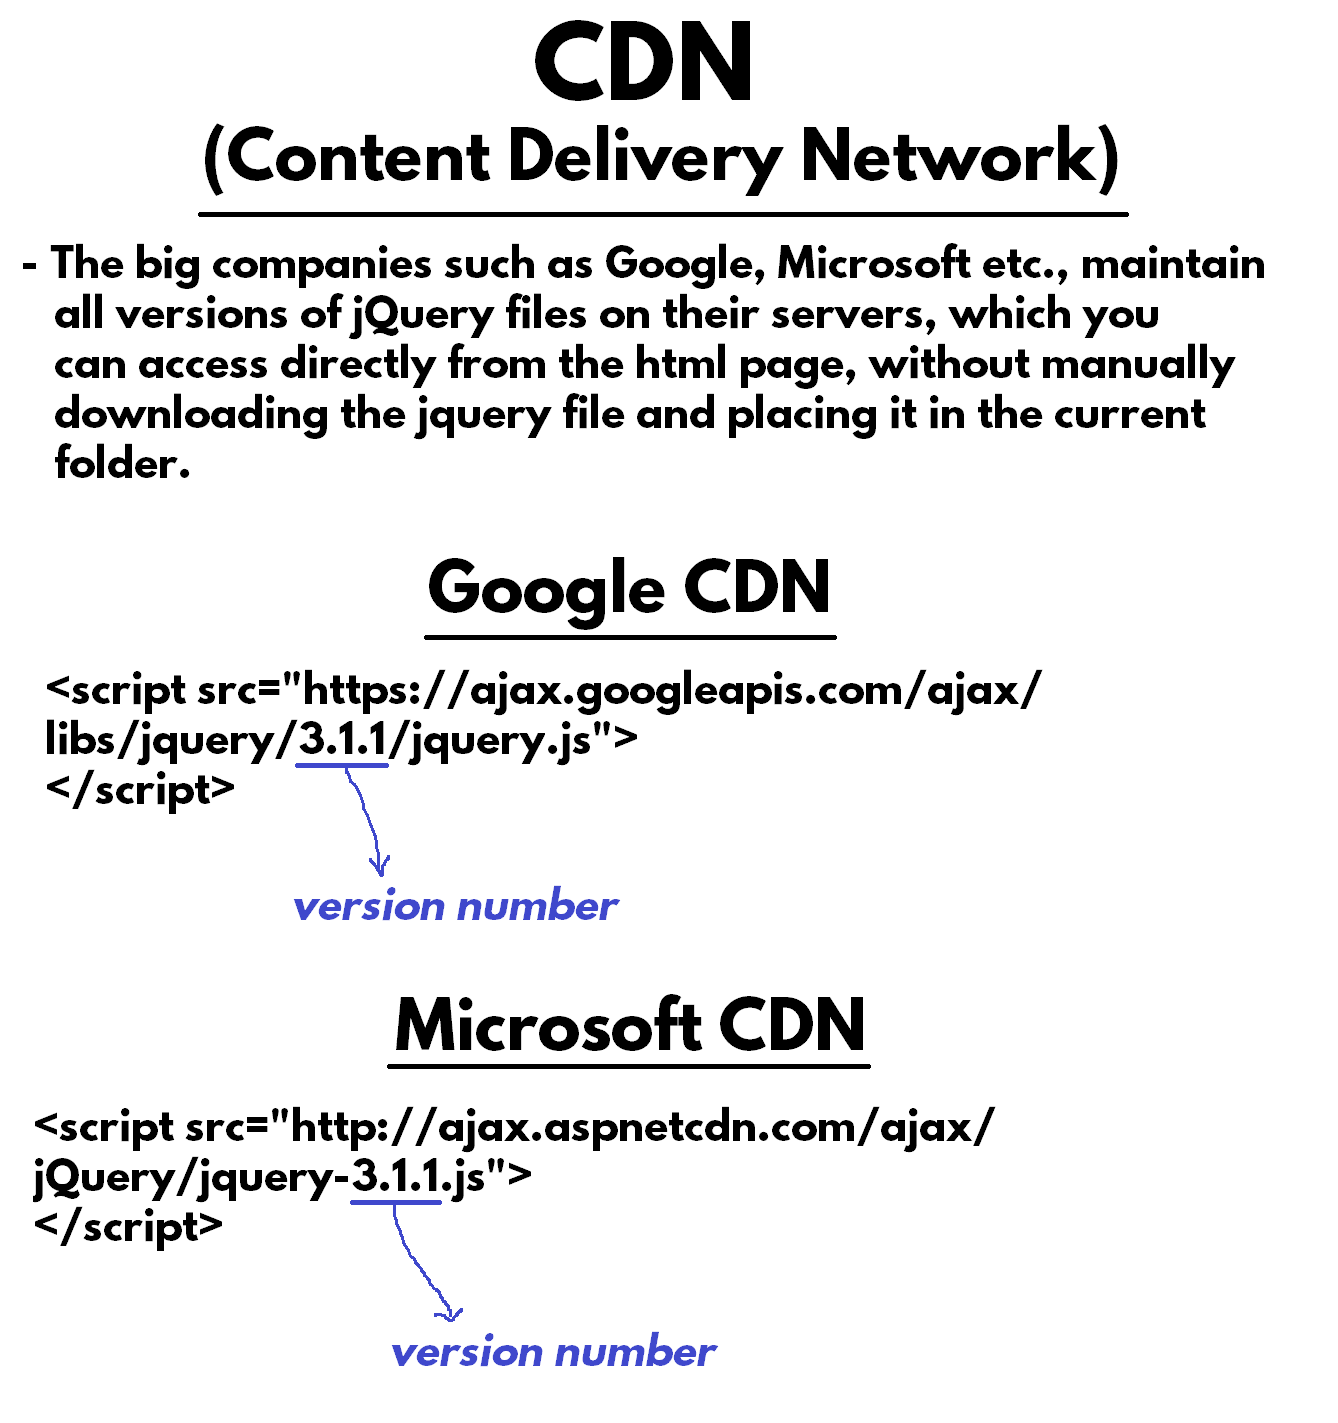 CDN
(Content Delivery Network)
- The big companies such as Google, Microsoft etc., maintain
all versions of jQuery files on their servers, which you
can access directly from the html page, without manually
downloading the jquery file and placing it in the current
folder.
Google CDN
<script src="https://ajax.googleapis.com/ajax/
libs/jquery/3.1.1/jquery.js">
</script>
version number
Microsoft CDN
<script src="http://ajax.aspnetcdn.com/ajax/
jQuery/jquery-3.1.1.js">
</script>
version number